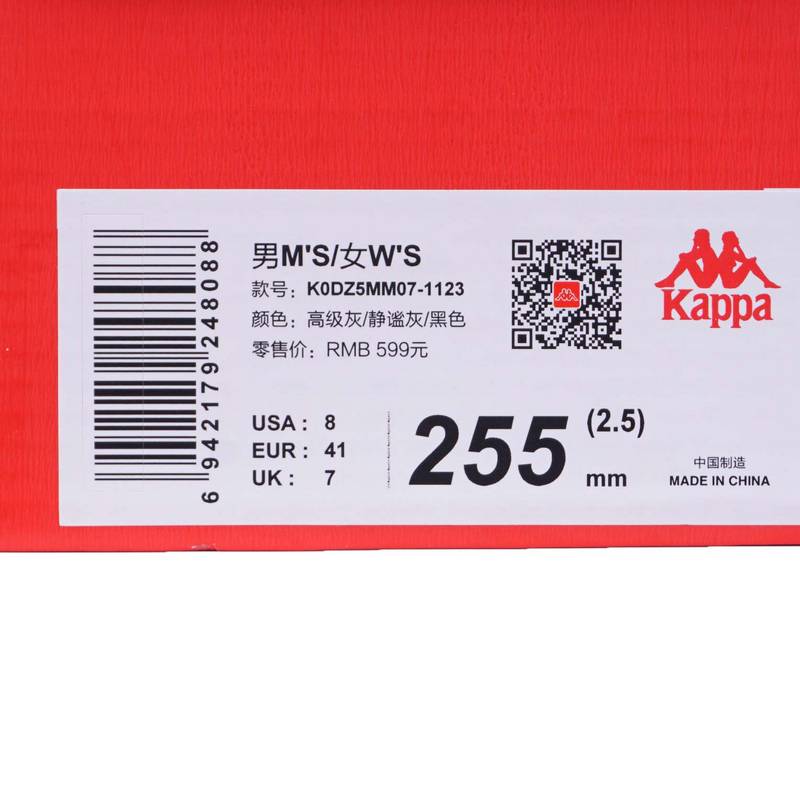 男M'S/女W'S
款号：K0DZ5MM07-1123
颜色：高级灰/静谧灰/黑色
零售价：RMB 599元
USA : 8
EUR : 41
UK : 7
255 (2.5)
mm
Kappa
中国制造
MADE IN CHINA
6 942179 248088